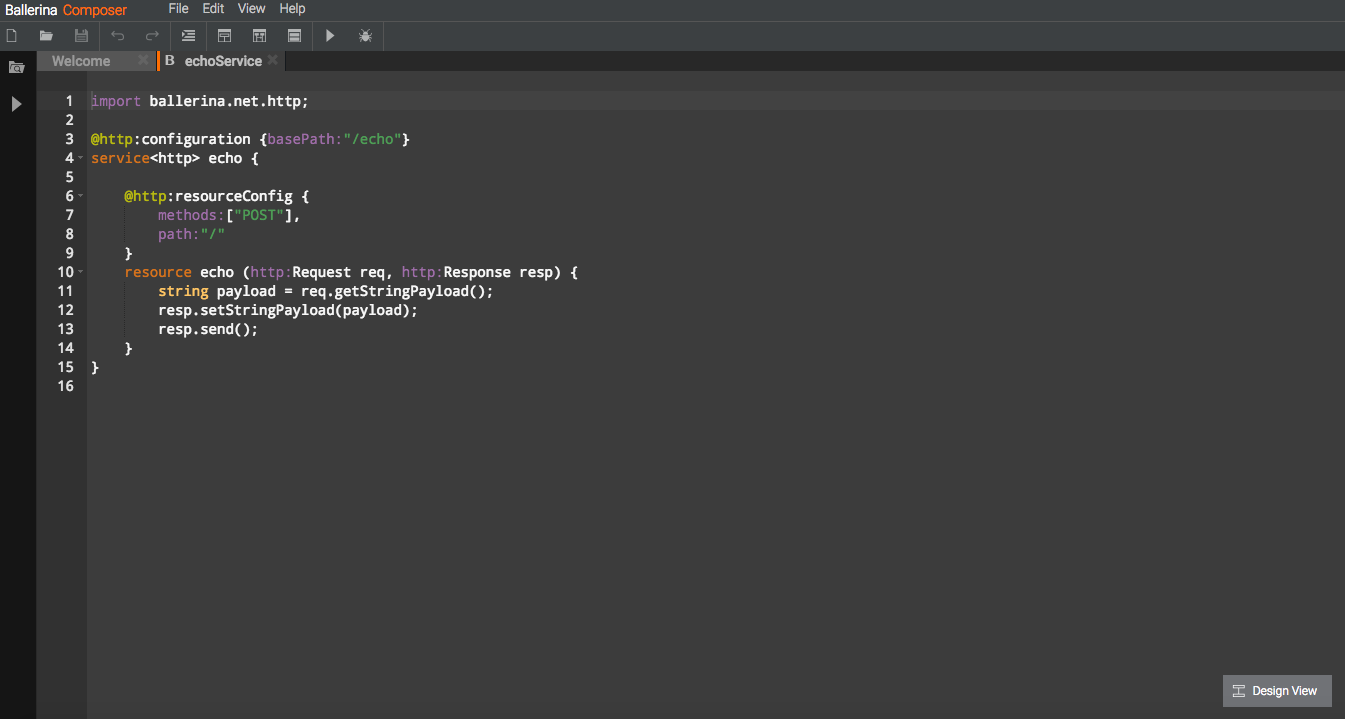 Ballerina Composer File Edit View Help
Welcome B echoService
1 import ballerina.net.http;
2
3 @http:configuration {basePath:"/echo"}
4 service<http> echo {
5
6     @http:resourceConfig {
7         methods:["POST"],
8         path:"/"
9     }
10     resource echo (http:Request req, http:Response resp) {
11         string payload = req.getStringPayload();
12         resp.setStringPayload(payload);
13         resp.send();
14     }
15 }
16
Design View